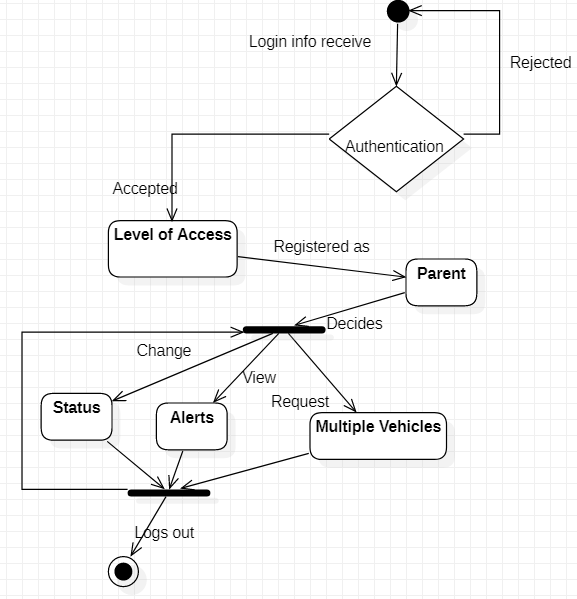 Login info receive
Rejected
Authentication
Accepted
Level of Access
Registered as
Parent
Decides
Change
View
Request
Status
Alerts
Multiple Vehicles
Logs out